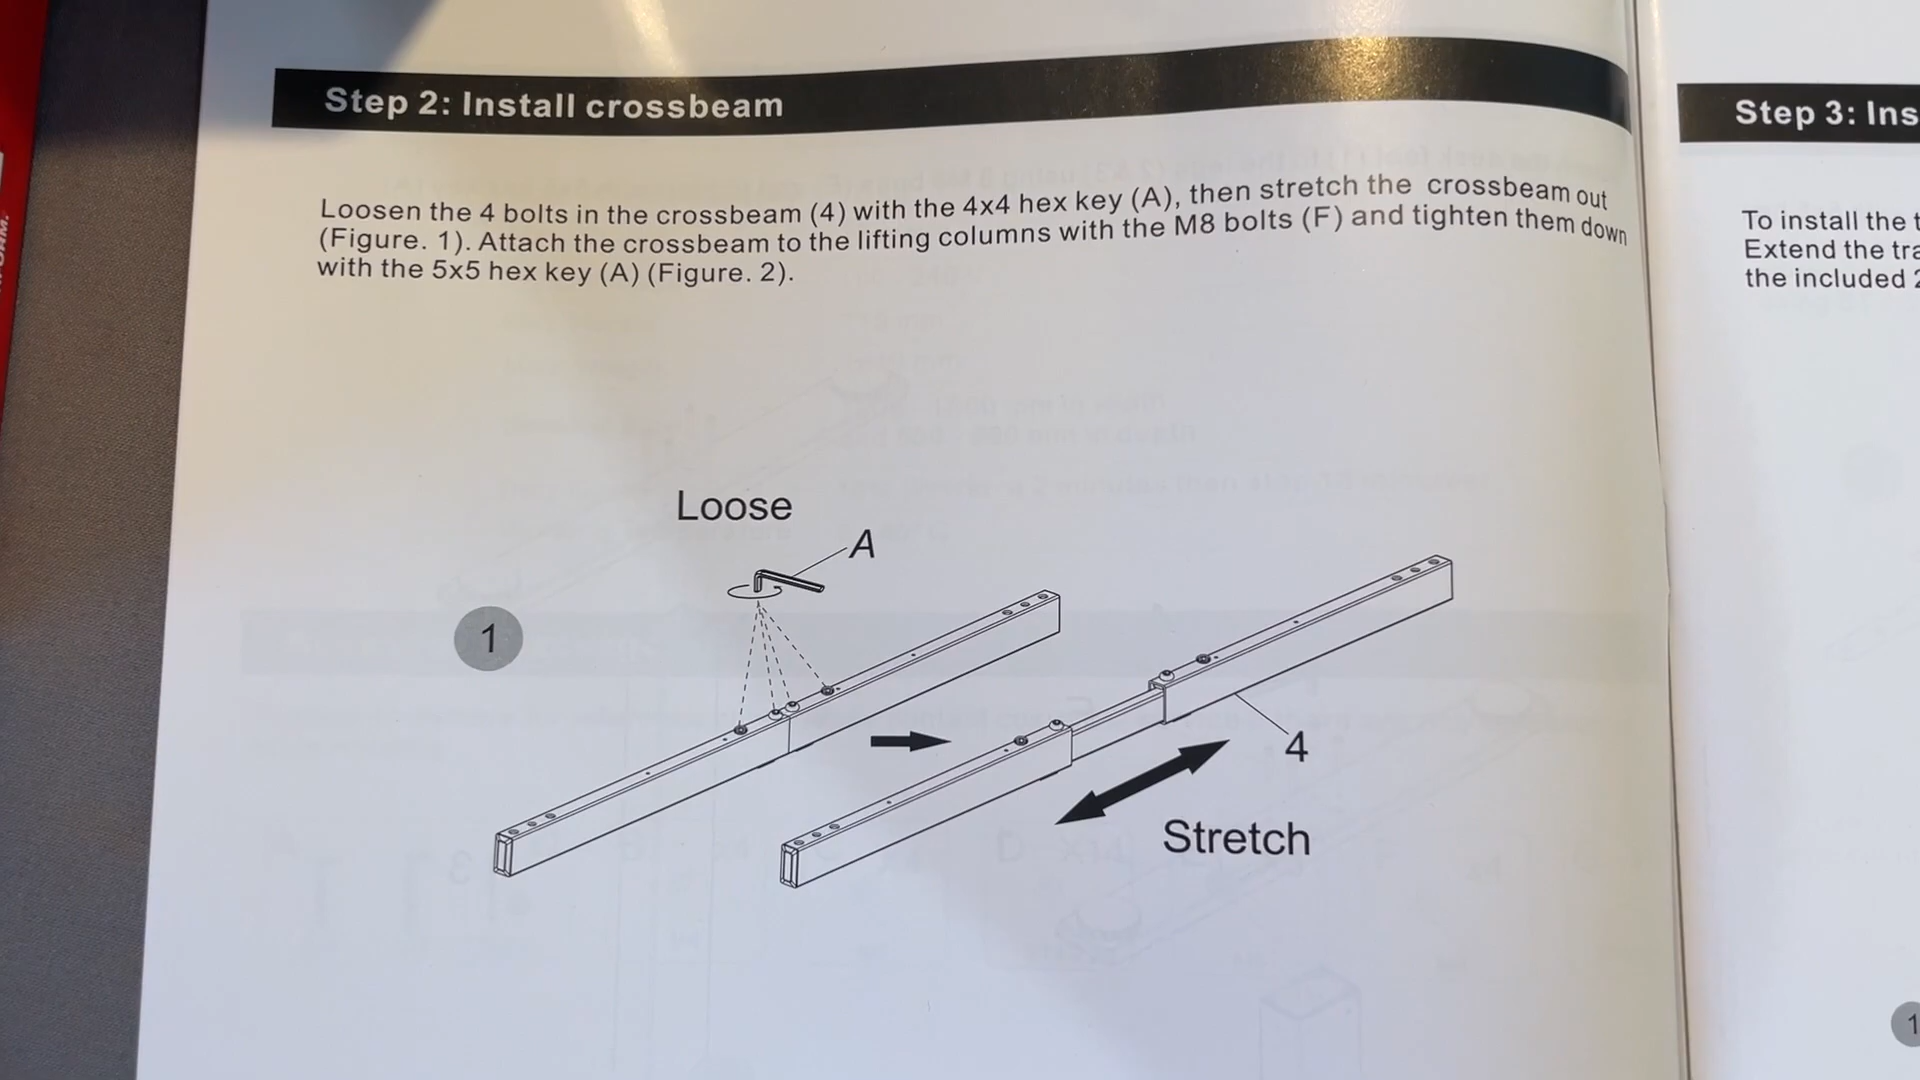 Step 2: Install crossbeam
Loosen the 4 bolts in the crossbeam (4) with the 4x4 hex key (A), then stretch the crossbeam out
(Figure. 1). Attach the crossbeam to the lifting columns with the M8 bolts (F) and tighten them down
with the 5x5 hex key (A) (Figure. 2).
Loose
A
1
4
Stretch
Step 3: Ins
To install the t
Extend the tra
the included 2
1